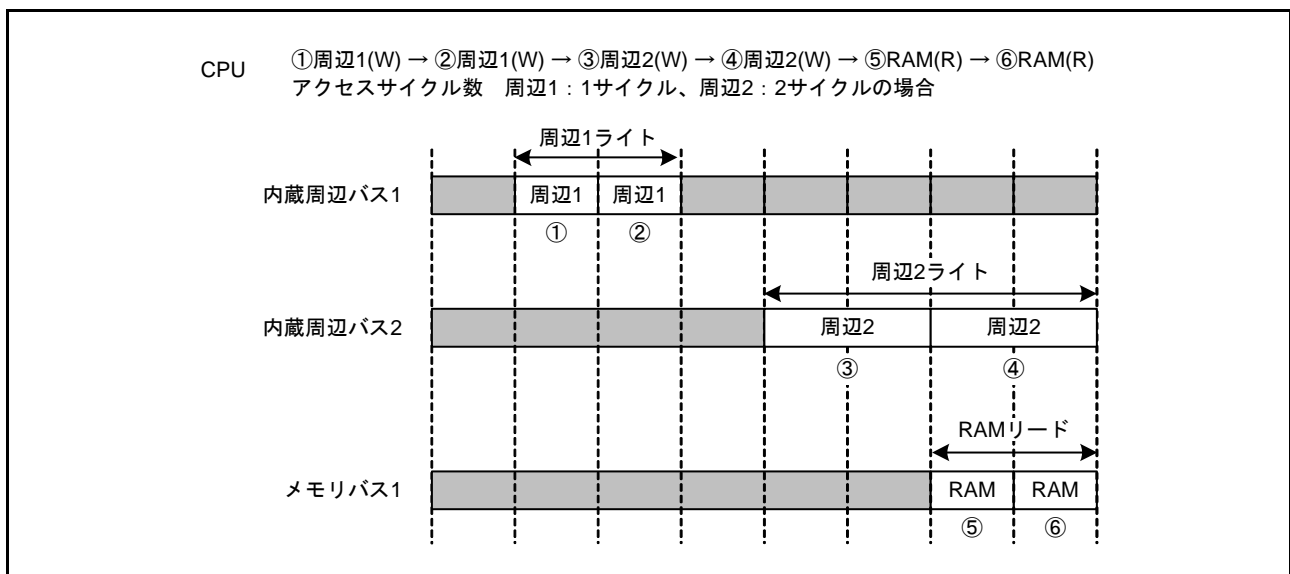 CPU ①周辺1(W) → ②周辺1(W) → ③周辺2(W) → ④周辺2(W) → ⑤RAM(R) → ⑥RAM(R)
アクセスサイクル数　周辺1：1サイクル、周辺2：2サイクルの場合
周辺1ライト
内蔵周辺バス1 周辺1 周辺1
① ②
周辺2ライト
内蔵周辺バス2 周辺2 周辺2
③ ④
RAMリード
メモリバス1 RAM RAM
⑤ ⑥